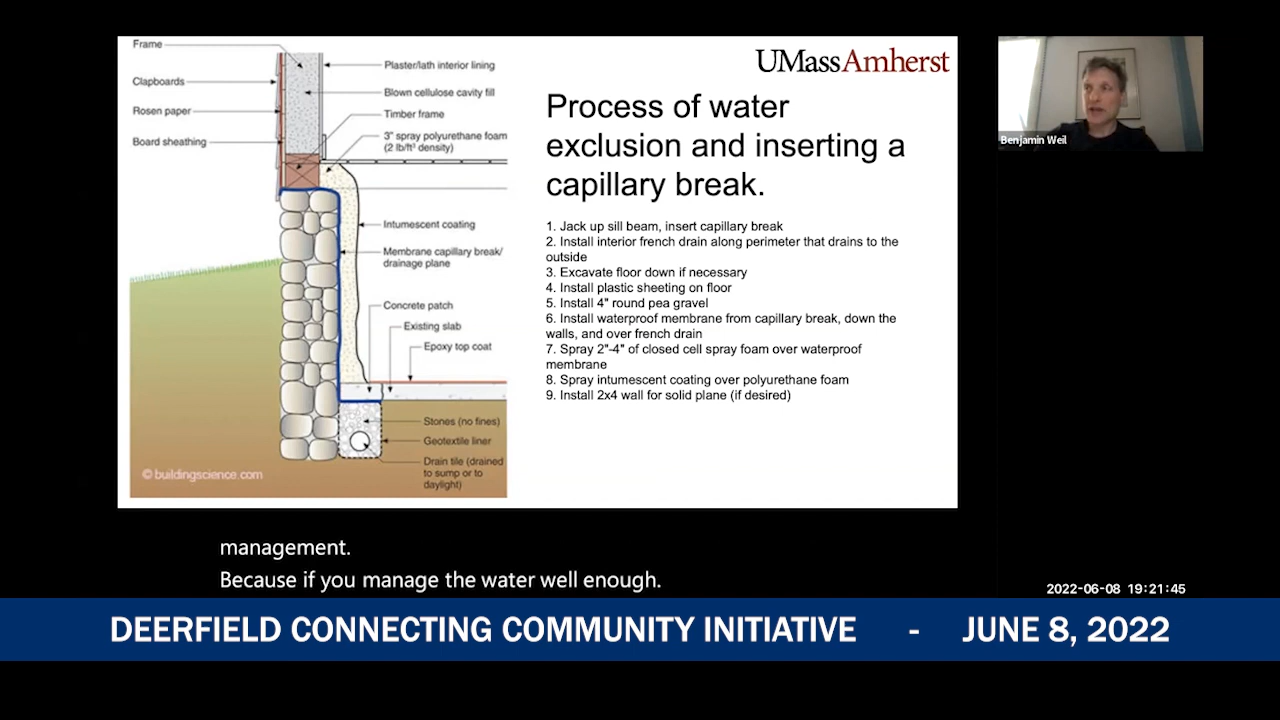 Frame
Clapboards
Rosen paper
Board sheathing
Plaster/lath interior lining
Blown cellulose cavity fill
Timber frame
3" spray polyurethane foam
(2 lb/ft³ density)
Intumescent coating
Membrane capillary break/
drainage plane
Concrete patch
Existing slab
Epoxy top coat
Stones (no fines)
Geotextile liner
Drain tile (drained
to sump or to
daylight)
© buildingscience.com
UMassAmherst
Process of water
exclusion and inserting a
capillary break.
1. Jack up sill beam, insert capillary break
2. Install interior french drain along perimeter that drains to the
outside
3. Excavate floor down if necessary
4. Install plastic sheeting on floor
5. Install 4" round pea gravel
6. Install waterproof membrane from capillary break, down the
walls, and over french drain
7. Spray 2"-4" of closed cell spray foam over waterproof
membrane
8. Spray intumescent coating over polyurethane foam
9. Install 2x4 wall for solid plane (if desired)
Benjamin Weil
management.
Because if you manage the water well enough.
2022-06-08 19:21:45
DEERFIELD CONNECTING COMMUNITY INITIATIVE - JUNE 8, 2022